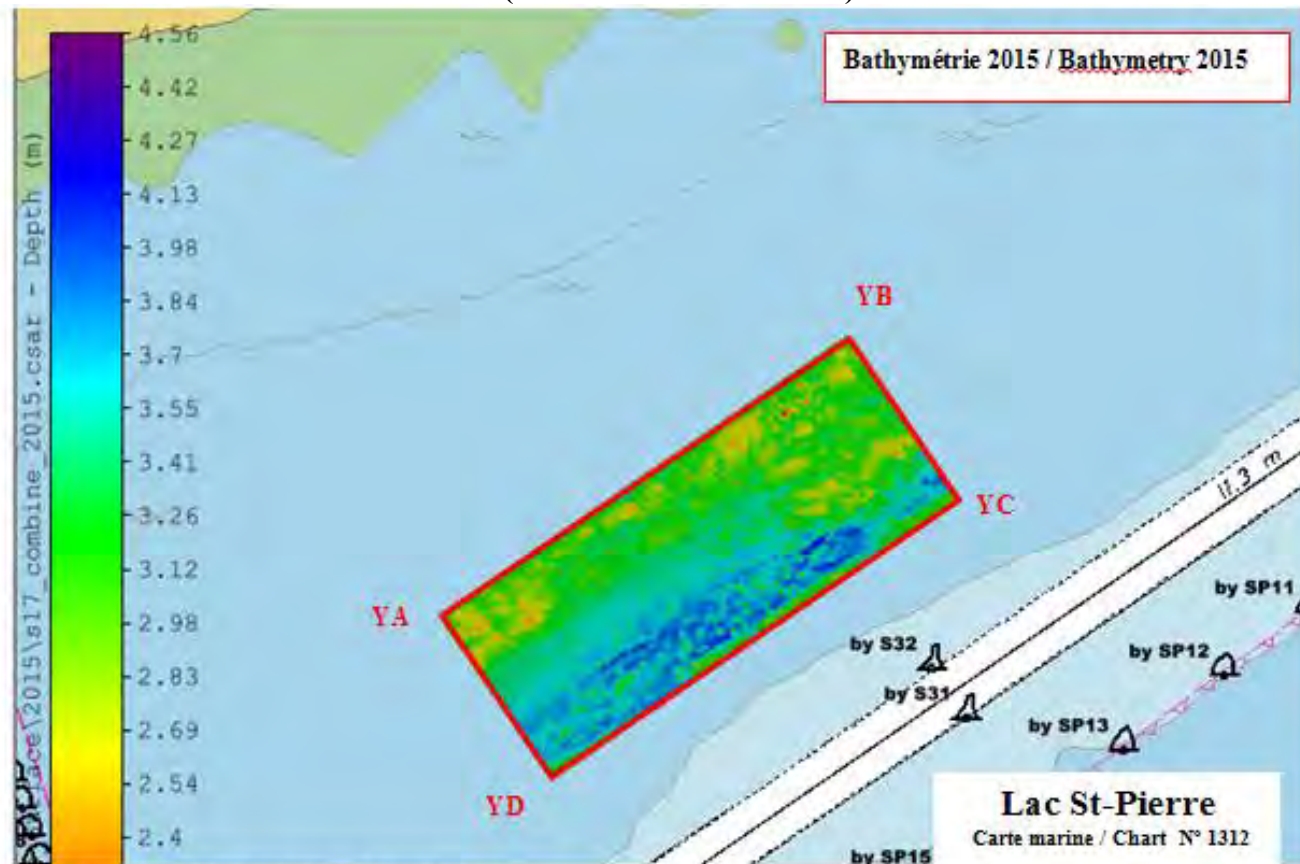 4.56
4.42
4.27
4.13
3.98
3.84
3.7
3.55
3.41
3.26
3.12
2.98
2.83
2.69
2.54
2.4
ace\2015\s17_combine_2015.csar - Depth (m)
Bathymétrie 2015 / Bathymetry 2015
YB
YC
YA
YD
11.3 m
by S32
by S31
by SP11
by SP12
by SP13
by SP15
Lac St-Pierre
Carte marine / Chart N° 1312